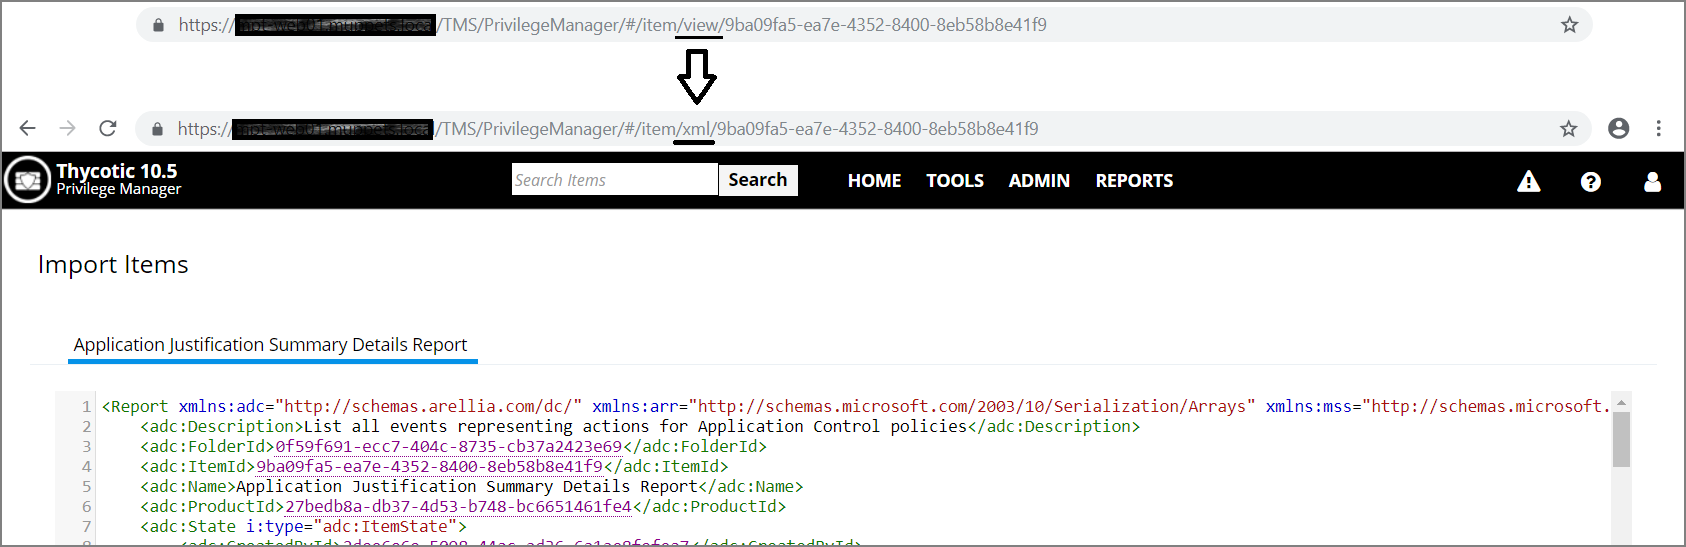 https:///TMS/PrivilegeManager/#/item/view/9ba09fa5-ea7e-4352-8400-8eb58b8e41f9
https:///TMS/PrivilegeManager/#/item/xml/9ba09fa5-ea7e-4352-8400-8eb58b8e41f9
Thycotic 10.5
Privilege Manager
Search Items Search HOME TOOLS ADMIN REPORTS
Import Items
Application Justification Summary Details Report
1 <Report xmlns:adc="http://schemas.arellia.com/dc/" xmlns:arr="http://schemas.microsoft.com/2003/10/Serialization/Arrays" xmlns:mss="http://schemas.microsoft.
2 <adc:Description>List all events representing actions for Application Control policies</adc:Description>
3 <adc:FolderId>0f59f691-ecc7-404c-8735-cb37a2423e69</adc:FolderId>
4 <adc:ItemId>9ba09fa5-ea7e-4352-8400-8eb58b8e41f9</adc:ItemId>
5 <adc:Name>Application Justification Summary Details Report</adc:Name>
6 <adc:ProductId>27bedb8a-db37-4d53-b748-bc6651461fe4</adc:ProductId>
7 <adc:State i:type="adc:ItemState">